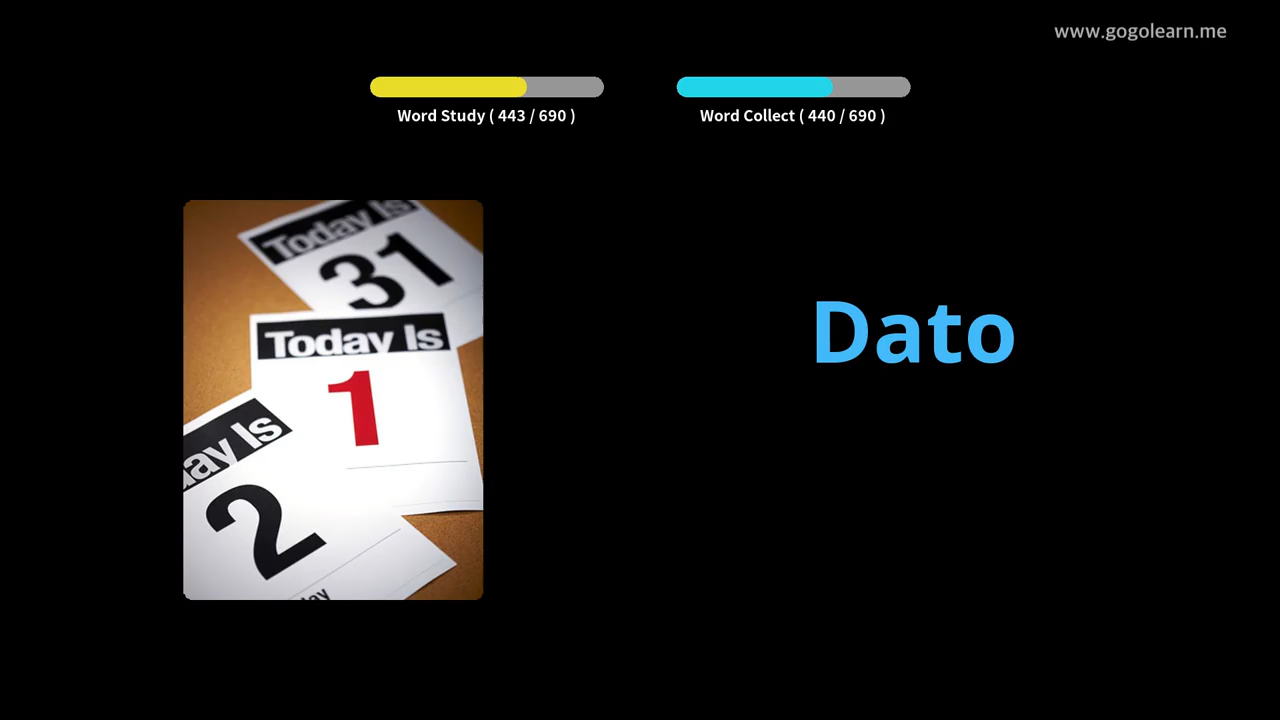 www.gogolearn.me
Word Study ( 443 / 690 )
Word Collect ( 440 / 690 )
Today Is
31
Today Is
1
ay Is
2
Dato